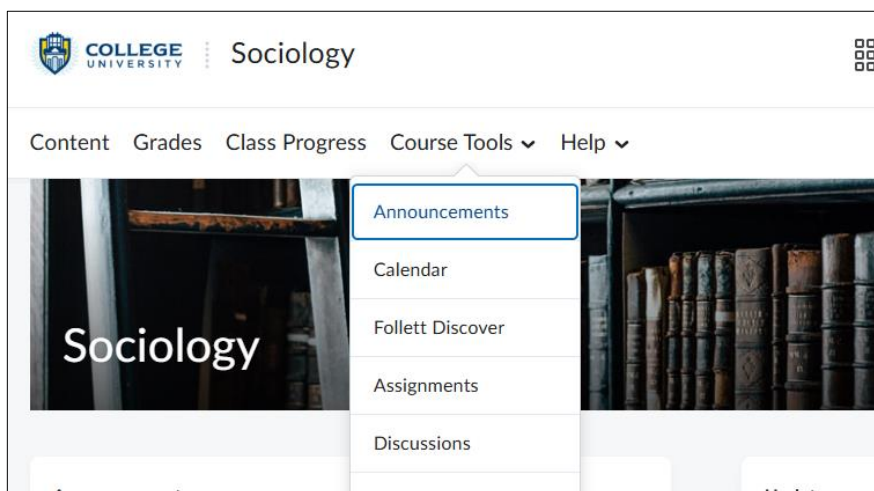 COLLEGE
UNIVERSITY
Sociology
Content Grades Class Progress Course Tools Help
Announcements
Calendar
Follett Discover
Assignments
Discussions
Sociology